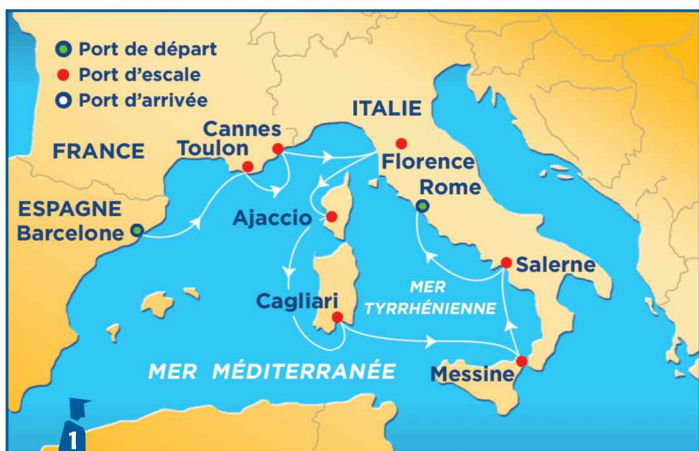 Port de départ
Port d'escale
Port d'arrivée
ITALIE
Cannes
FRANCE
Toulon
Florence
Rome
ESPAGNE
Barcelone
Ajaccio
Salerne
Cagliari
MER
TYRRHÉNIENNE
MER MÉDITERRANÉE
Messine
1